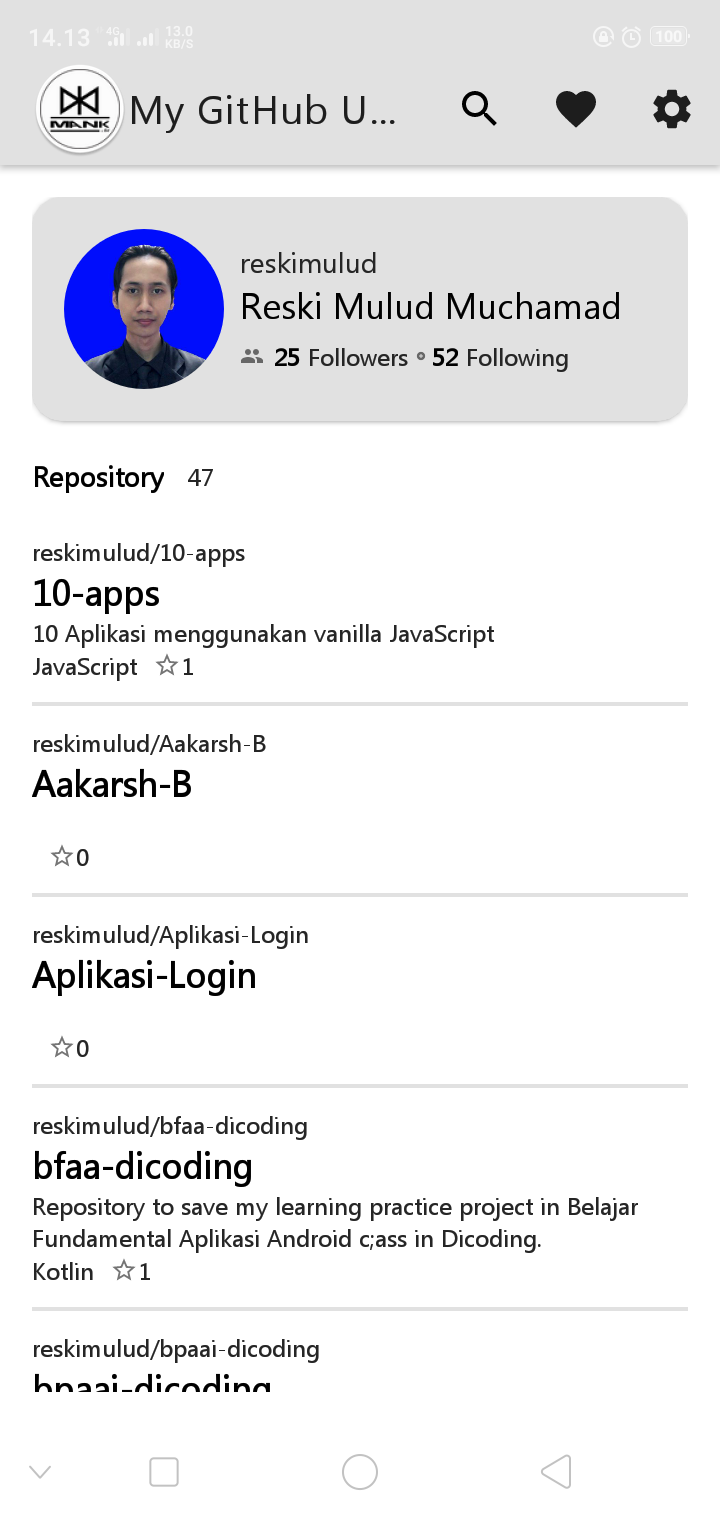 14.13 4G 13.0 KB/S 100
MANK My GitHub U...
reskimulud
Reski Mulud Muchamad
25 Followers 52 Following
Repository 47
reskimulud/10-apps
10-apps
10 Aplikasi menggunakan vanilla JavaScript
JavaScript 1
reskimulud/Aakarsh-B
Aakarsh-B
0
reskimulud/Aplikasi-Login
Aplikasi-Login
0
reskimulud/bfaa-dicoding
bfaa-dicoding
Repository to save my learning practice project in Belajar
Fundamental Aplikasi Android c;ass in Dicoding.
Kotlin 1
reskimulud/bpaai-dicoding
bpaai-dicoding